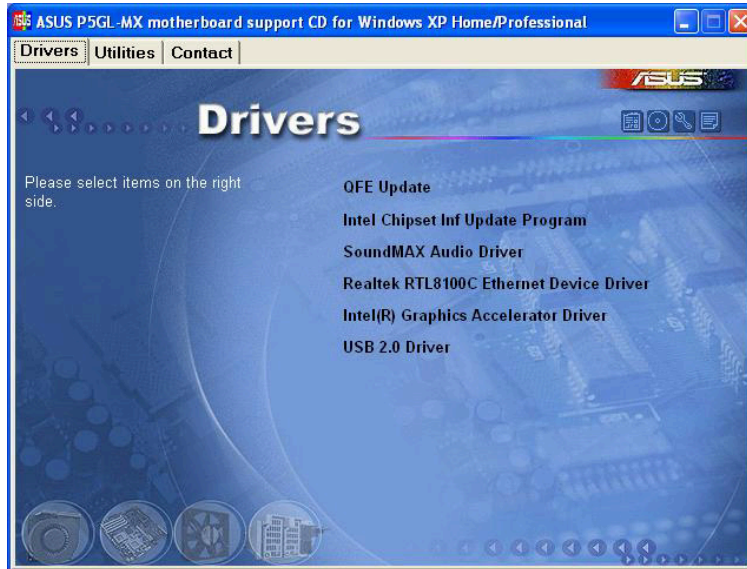 ASUS P5GL-MX motherboard support CD for Windows XP Home/Professional
Drivers Utilities Contact
ASUS
Drivers
Please select items on the right
side.
QFE Update
Intel Chipset Inf Update Program
SoundMAX Audio Driver
Realtek RTL8100C Ethernet Device Driver
Intel(R) Graphics Accelerator Driver
USB 2.0 Driver